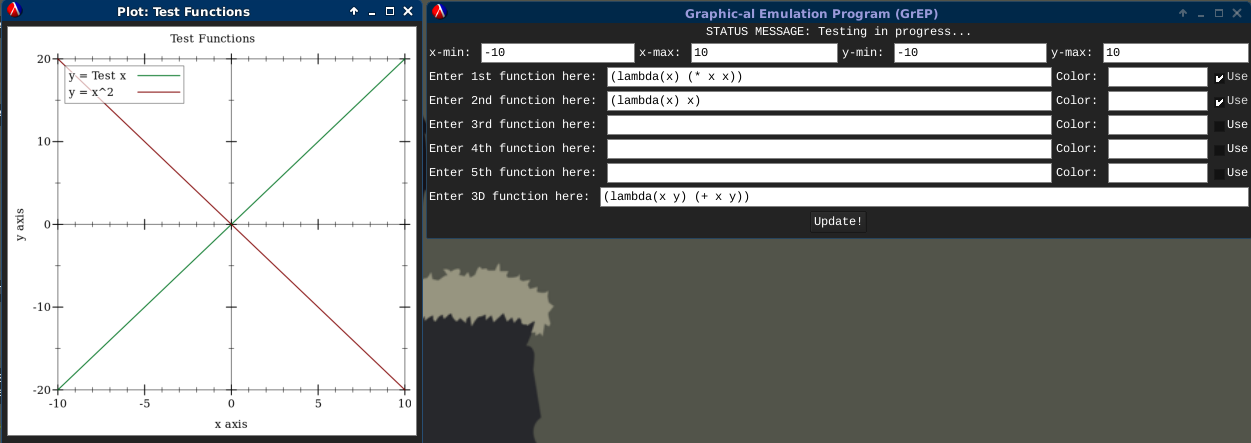 Plot: Test Functions
Test Functions
20
10
0
-10
-20
y = Test x
y = x^2
y axis
-10 -5 0 5 10
x axis
Graphic-al Emulation Program (GrEP)
STATUS MESSAGE: Testing in progress...
x-min: -10 x-max: 10 y-min: -10 y-max: 10
Enter 1st function here: (lambda(x) (* x x)) Color: Use
Enter 2nd function here: (lambda(x) x) Color: Use
Enter 3rd function here: Color: Use
Enter 4th function here: Color: Use
Enter 5th function here: Color: Use
Enter 3D function here: (lambda(x y) (+ x y))
Update!